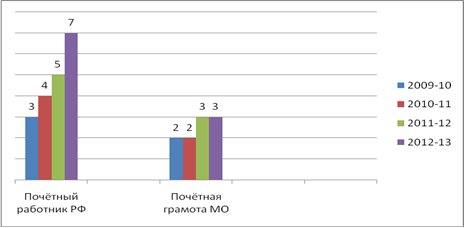 7
5
4
3
3 3
2 2
2009-10
2010-11
2011-12
2012-13
Почётный
работник РФ
Почётная
грамота МО